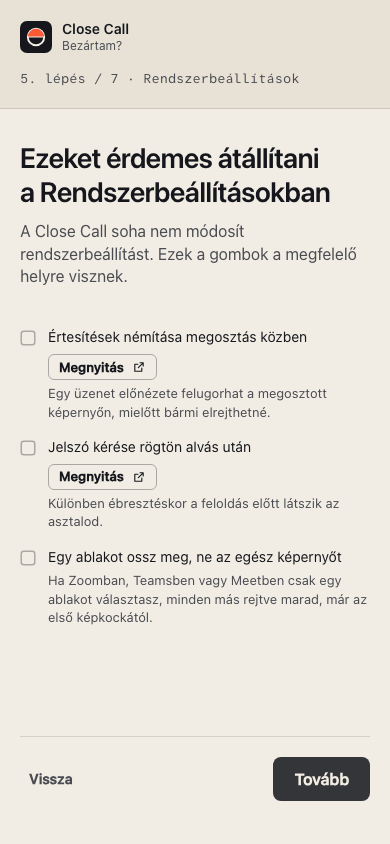 Close Call
Bezártam?
5. lépés / 7 · Rendszerbeállítások
Ezeket érdemes átállítani
a Rendszerbeállításokban
A Close Call soha nem módosít
rendszerbeállítást. Ezek a gombok a megfelelő
helyre visznek.
Értesítések némítása megosztás közben
Megnyitás
Egy üzenet előnézete felugorhat a megosztott
képernyőn, mielőtt bármi elrejthetné.
Jelszó kérése rögtön alvás után
Megnyitás
Különben ébresztéskor a feloldás előtt látszik az
asztalod.
Egy ablakot ossz meg, ne az egész képernyőt
Ha Zoomban, Teamsben vagy Meetben csak egy
ablakot választasz, minden más rejtve marad, már az
első képkockától.
Vissza
Tovább